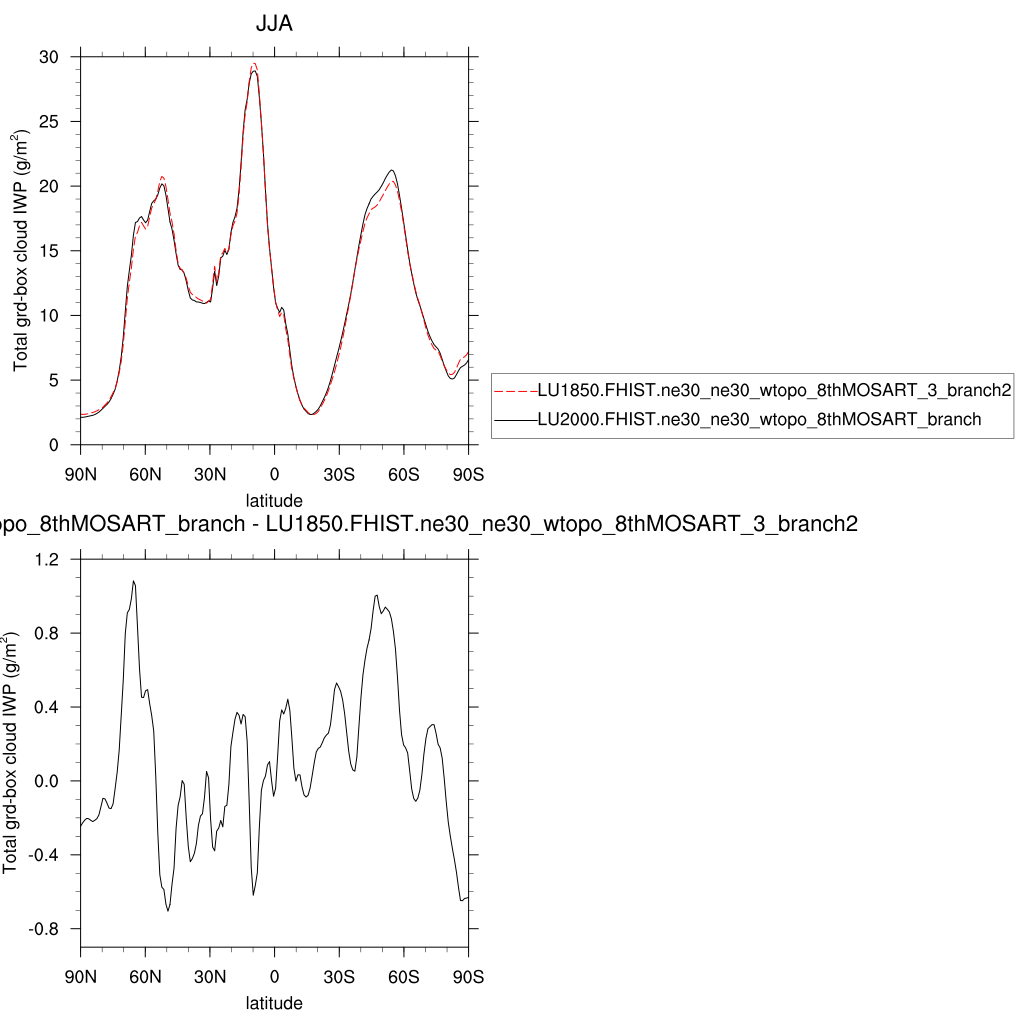 JJA
30
25
20
15
10
5
0
Total grd-box cloud IWP (g/m²)
90N 60N 30N 0 30S 60S 90S
latitude
LU1850.FHIST.ne30_ne30_wtopo_8thMOSART_3_branch2
LU2000.FHIST.ne30_ne30_wtopo_8thMOSART_branch
opo_8thMOSART_branch - LU1850.FHIST.ne30_ne30_wtopo_8thMOSART_3_branch2
1.2
0.8
0.4
0.0
-0.4
-0.8
Total grd-box cloud IWP (g/m²)
90N 60N 30N 0 30S 60S 90S
latitude